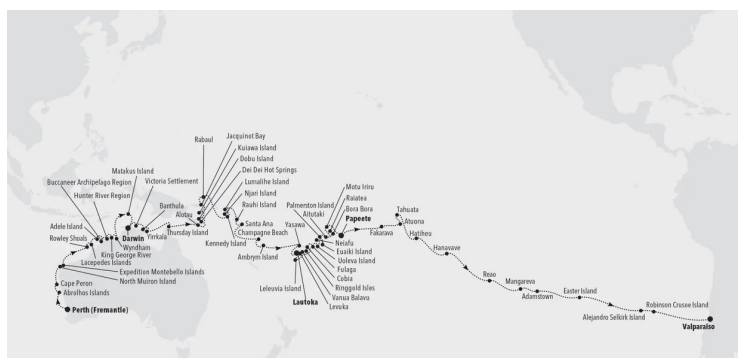 Jacquinot Bay
Rabaul
Kuiawa Island
Dobu Island
Dei Dei Hot Springs
Lumalihe Island
Njari Island
Rauhi Island
Matakus Island
Buccaneer Archipelago Region
Victoria Settlement
Hunter River Region
Banthula
Alotau
Adele Island
Rowley Shoals
Lacepedes Islands
Darwin
Wyndham
King George River
Yirrkala
Thursday Island
Kennedy Island
Santa Ana
Champagne Beach
Ambrym Island
Expedition Montebello Islands
North Muiron Island
Cape Peron
Abrolhos Islands
Perth (Fremantle)
Motu Iriru
Raiatea
Bora Bora
Papeete
Palmerston Island
Aitutaki
Yasawa
Neiafu
Euaiki Island
Uoleva Island
Fulaga
Cobia
Ringgold Isles
Vanua Balavu
Levuka
Leleuvia Island
Lautoka
Tahuata
Atuona
Hatiheu
Fakarava
Hanavave
Reao
Mangareva
Adamstown
Easter Island
Robinson Crusoe Island
Alejandro Selkirk Island
Valparaiso